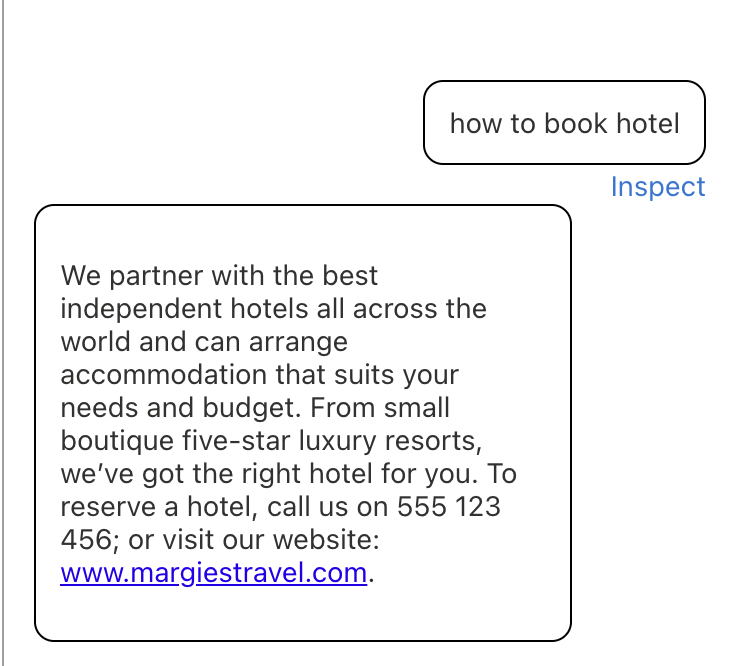 how to book hotel
Inspect
We partner with the best
independent hotels all across the
world and can arrange
accommodation that suits your
needs and budget. From small
boutique five-star luxury resorts,
we’ve got the right hotel for you. To
reserve a hotel, call us on 555 123
456; or visit our website:
www.margiestravel.com.